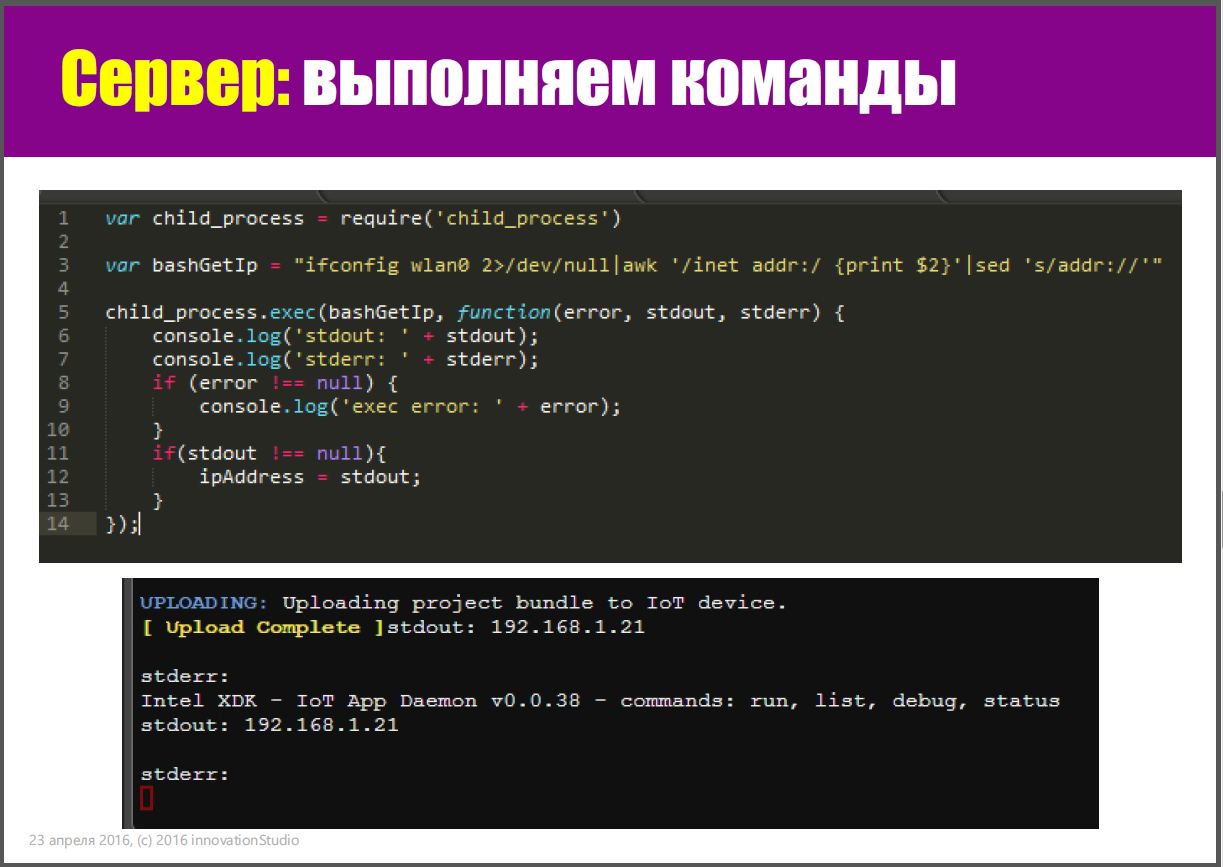 Сервер: выполняем команды
1 var child_process = require('child_process')
2
3 var bashGetIp = "ifconfig wlan0 2>/dev/null|awk '/inet addr:/ {print $2}'|sed 's/addr://'"
4
5 child_process.exec(bashGetIp, function(error, stdout, stderr) {
6     console.log('stdout: ' + stdout);
7     console.log('stderr: ' + stderr);
8     if (error !== null) {
9         console.log('exec error: ' + error);
10     }
11     if(stdout !== null){
12         ipAddress = stdout;
13     }
14 });
UPLOADING: Uploading project bundle to IoT device.
[ Upload Complete ]stdout: 192.168.1.21
stderr:
Intel XDK - IoT App Daemon v0.0.38 - commands: run, list, debug, status
stdout: 192.168.1.21
stderr:
23 апреля 2016, (c) 2016 innovationStudio